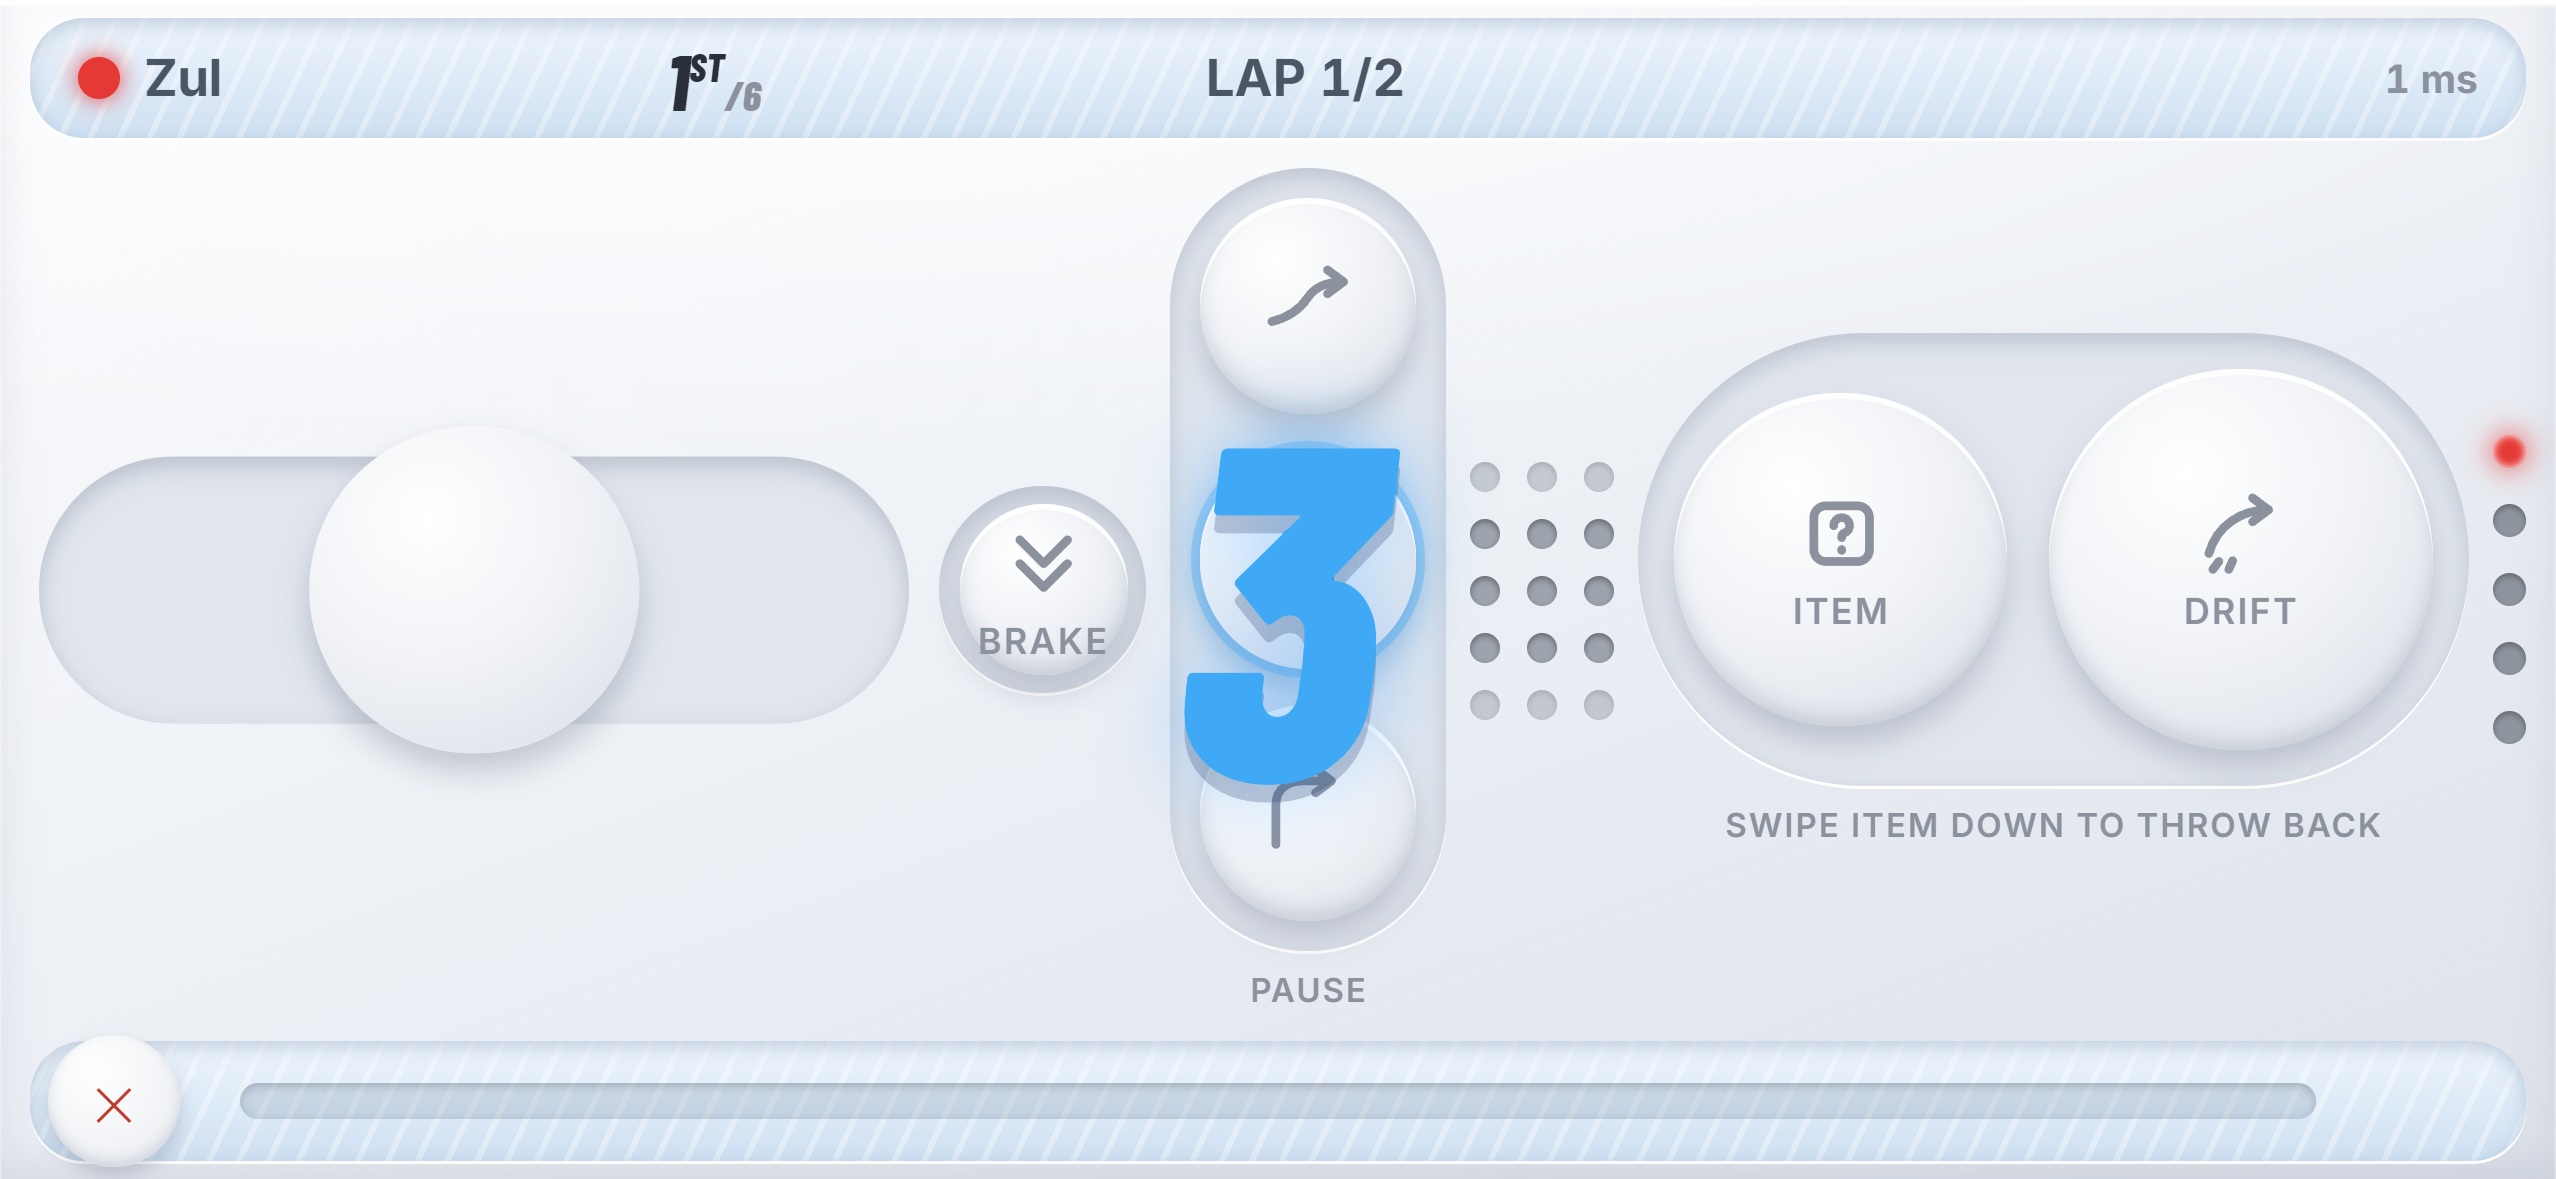 Zul
1ST/6
LAP 1/2
1 ms
3
BRAKE
?
ITEM
DRIFT
SWIPE ITEM DOWN TO THROW BACK
PAUSE